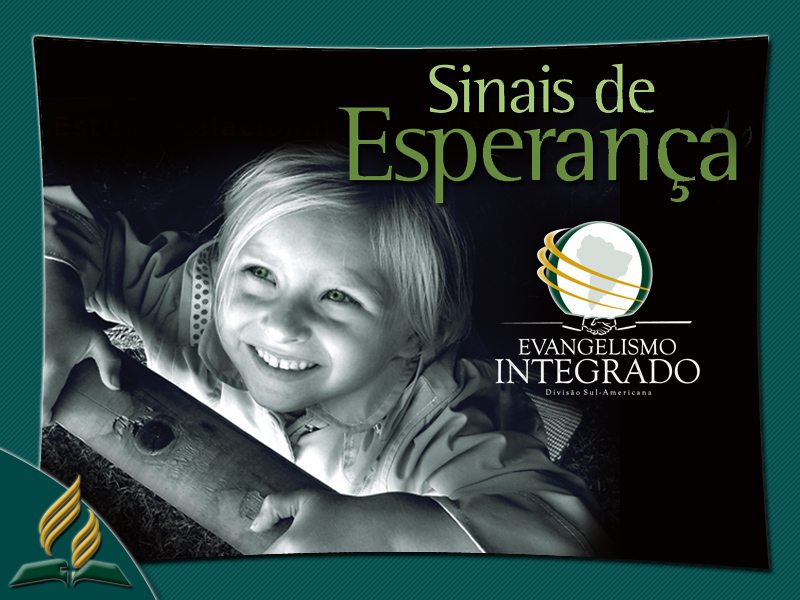 Sinais de
Esperança
EVANGELISMO
INTEGRADO
Divisão Sul-Americana